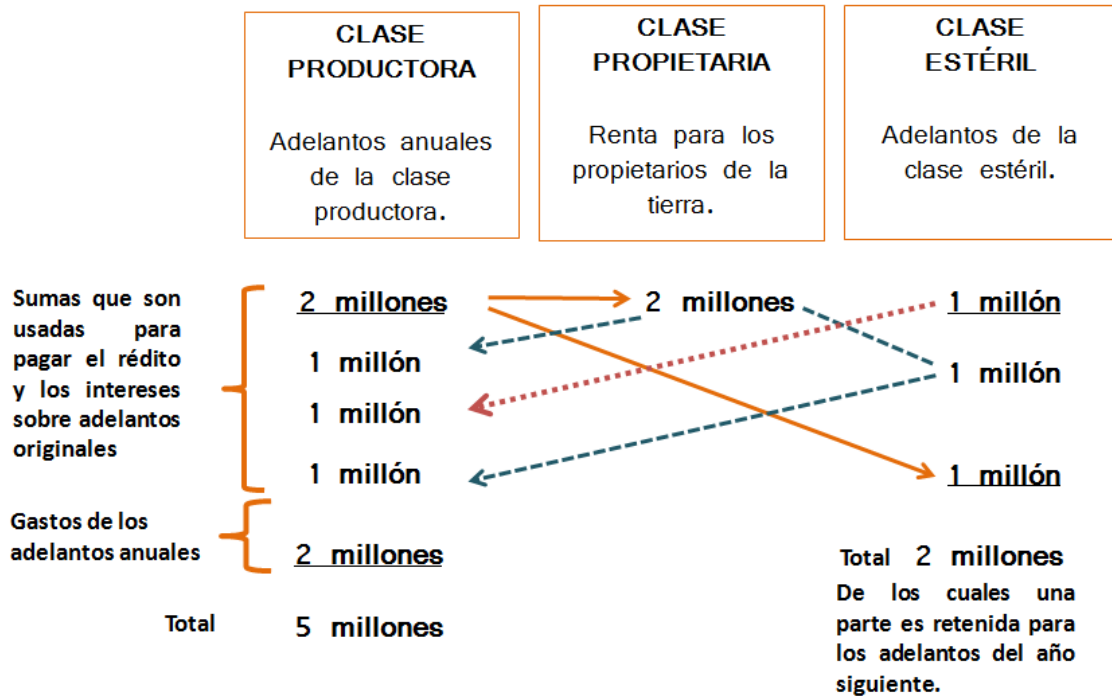 CLASE
PRODUCTORA
Adelantos anuales
de la clase
productora.
CLASE
PROPIETARIA
Renta para los
propietarios de la
tierra.
CLASE
ESTÉRIL
Adelantos de la
clase estéril.
Sumas que son
usadas para
pagar el rédito
y los intereses
sobre adelantos
originales
2 millones
1 millón
1 millón
1 millón
2 millones
1 millón
1 millón
1 millón
Gastos de los
adelantos anuales
2 millones
Total 5 millones
Total 2 millones
De los cuales una
parte es retenida para
los adelantos del año
siguiente.